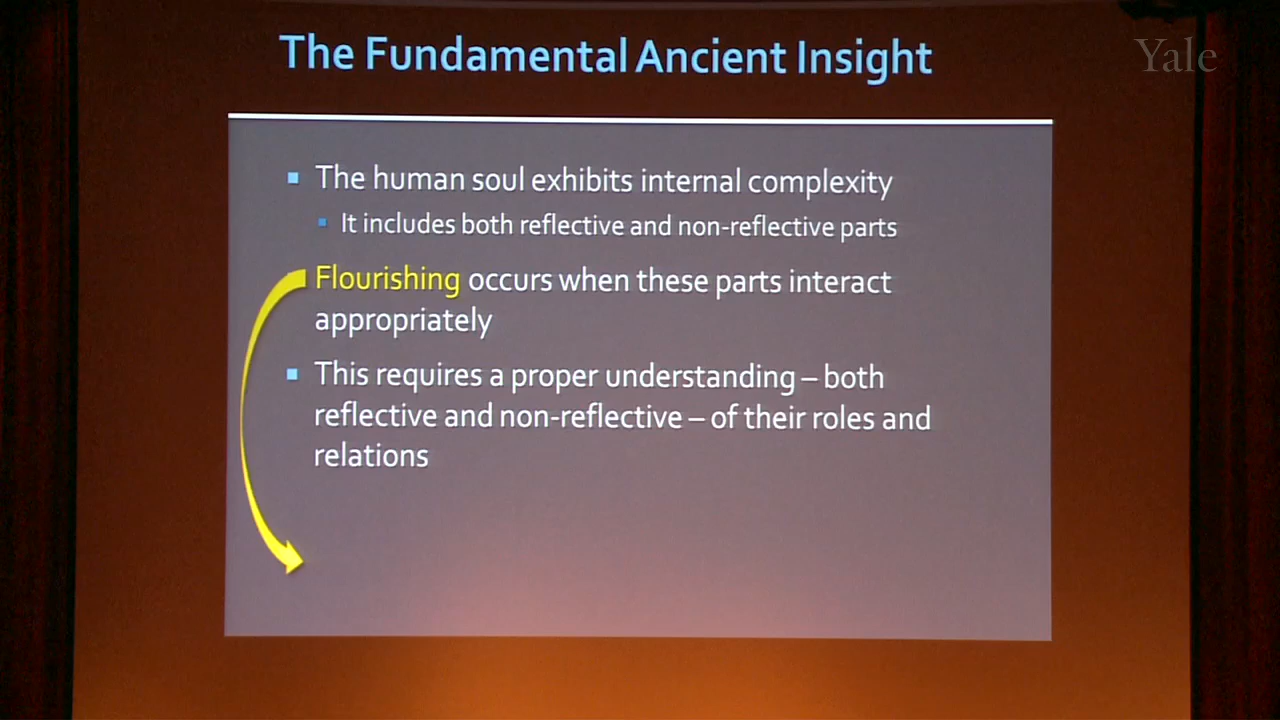 The Fundamental Ancient Insight
Yale
The human soul exhibits internal complexity
It includes both reflective and non-reflective parts
Flourishing occurs when these parts interact
appropriately
This requires a proper understanding – both
reflective and non-reflective – of their roles and
relations